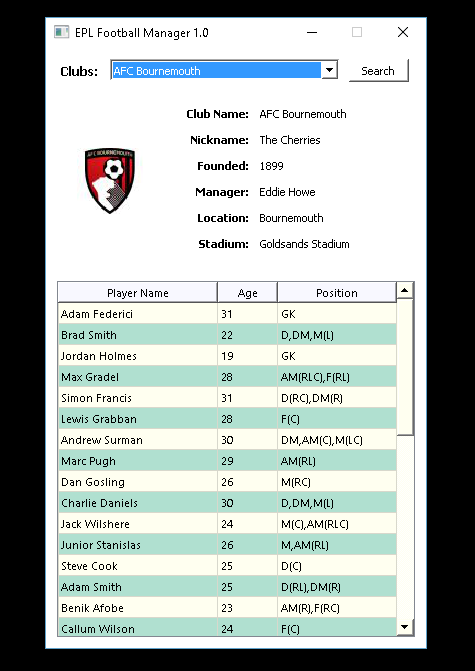 EPL Football Manager 1.0
Clubs: AFC Bournemouth Search
AFC BOURNEMOUTH
Club Name: AFC Bournemouth
Nickname: The Cherries
Founded: 1899
Manager: Eddie Howe
Location: Bournemouth
Stadium: Goldsands Stadium
Player Name Age Position
Adam Federici 31 GK
Brad Smith 22 D,DM,M(L)
Jordan Holmes 19 GK
Max Gradel 28 AM(RLC),F(RL)
Simon Francis 31 D(RC),DM(R)
Lewis Grabban 28 F(C)
Andrew Surman 30 DM,AM(C),M(LC)
Marc Pugh 29 AM(RL)
Dan Gosling 26 M(RC)
Charlie Daniels 30 D,DM,M(L)
Jack Wilshere 24 M(C),AM(RLC)
Junior Stanislas 26 M,AM(RL)
Steve Cook 25 D(C)
Adam Smith 25 D(RL),DM(R)
Benik Afobe 23 AM(R),F(RC)
Callum Wilson 24 F(C)